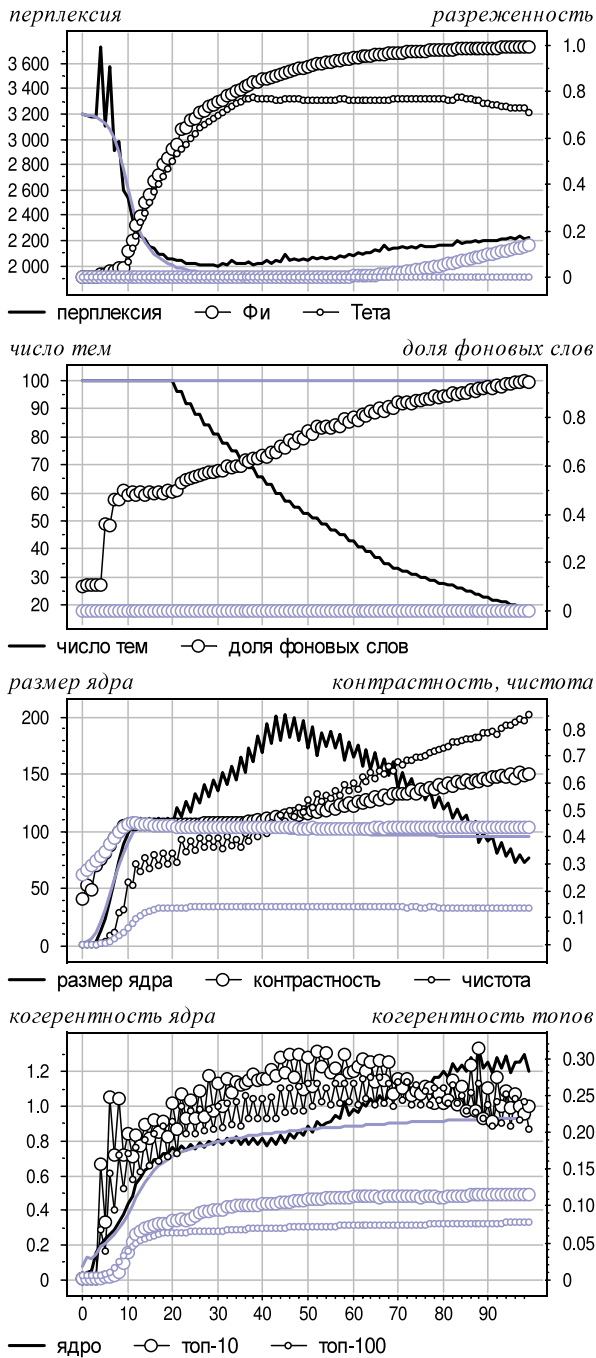 перплексия разреженность
3 600 1.0
3 400 0.8
3 200 0.6
3 000 0.4
2 800 0.2
2 600 0
2 400
2 200
2 000
перплексия Фи Тета
число тем доля фоновых слов
100 0.8
90 0.6
80 0.4
70 0.2
60 0
50
40
30
20
число тем доля фоновых слов
размер ядра контрастность, чистота
200 0.8
150 0.7
100 0.6
50 0.5
0 0.4
0.3
0.2
0.1
0
размер ядра контрастность чистота
когерентность ядра когерентность топов
1.2 0.30
1.0 0.25
0.8 0.20
0.6 0.15
0.4 0.10
0.2 0.05
0 0
0 10 20 30 40 50 60 70 80 90
ядро топ-10 топ-100